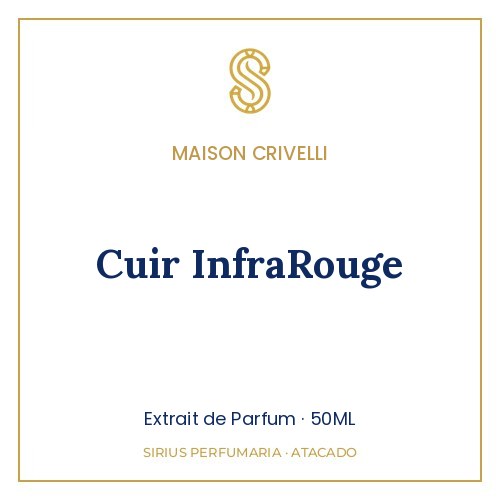 MAISON CRIVELLI
Cuir InfraRouge
Extrait de Parfum · 50ML
SIRIUS PERFUMARIA · ATACADO